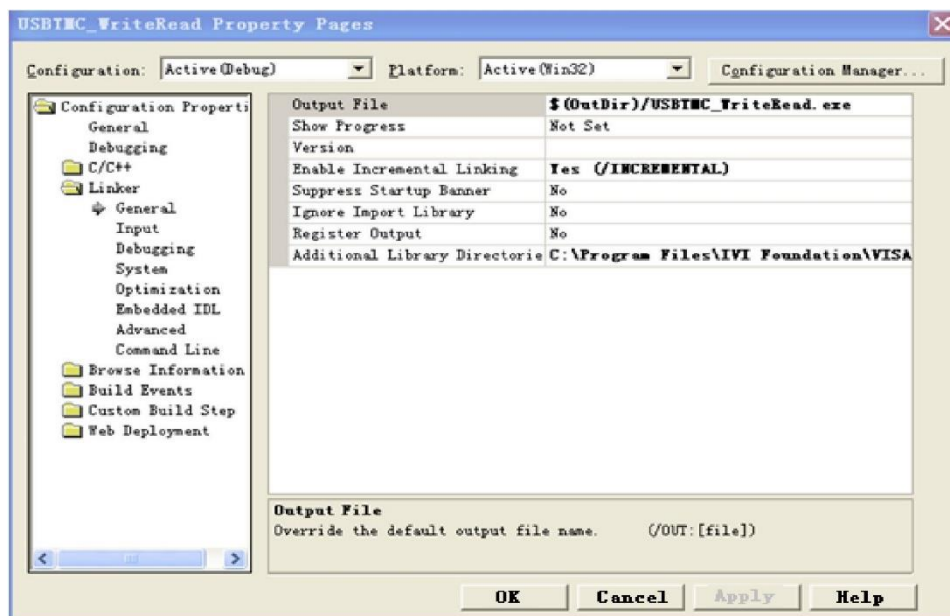 USBTMC_WriteRead Property Pages
Configuration: Active(Debug) Platform: Active(Win32) Configuration Manager...
Configuration Properti
General
Debugging
C/C++
Linker
General
Input
Debugging
System
Optimization
Embedded IDL
Advanced
Command Line
Browse Information
Build Events
Custom Build Step
Web Deployment
Output File $(OutDir)/USBTMC_WriteRead.exe
Show Progress Not Set
Version
Enable Incremental Linking Yes (/INCREMENTAL)
Suppress Startup Banner No
Ignore Import Library No
Register Output No
Additional Library Directorie C:\Program Files\IVI Foundation\VISA
Output File
Override the default output file name. (/OUT:[file])
OK Cancel Apply Help